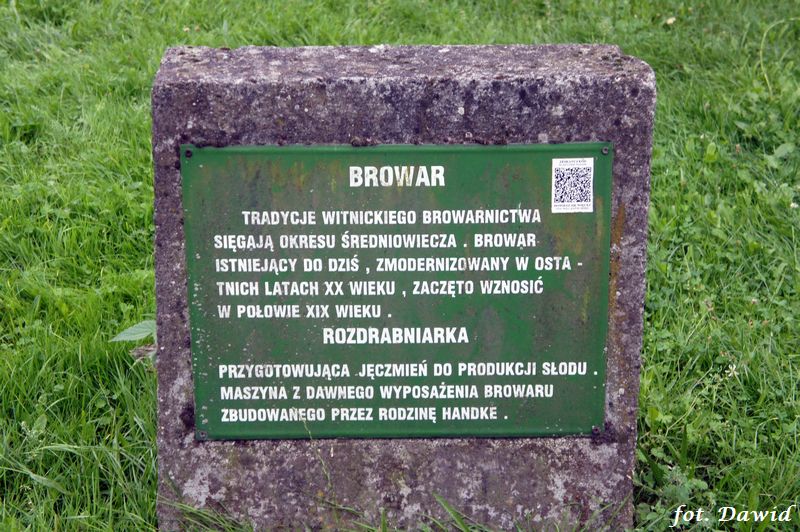 BROWAR
TRADYCJE WITNICKIEGO BROWARNICTWA
SIĘGAJĄ OKRESU ŚREDNIOWIECZA . BROWAR
ISTNIEJĄCY DO DZIŚ , ZMODERNIZOWANY W OSTA -
TNICH LATACH XX WIEKU , ZACZĘTO WZNOSIĆ
W POŁOWIE XIX WIEKU .
ROZDRABNIARKA
PRZYGOTOWUJĄCA JĘCZMIEŃ DO PRODUKCJI SŁODU .
MASZYNA Z DAWNEGO WYPOSAŻENIA BROWARU
ZBUDOWANEGO PRZEZ RODZINĘ HANDKE .
fot. Dawid